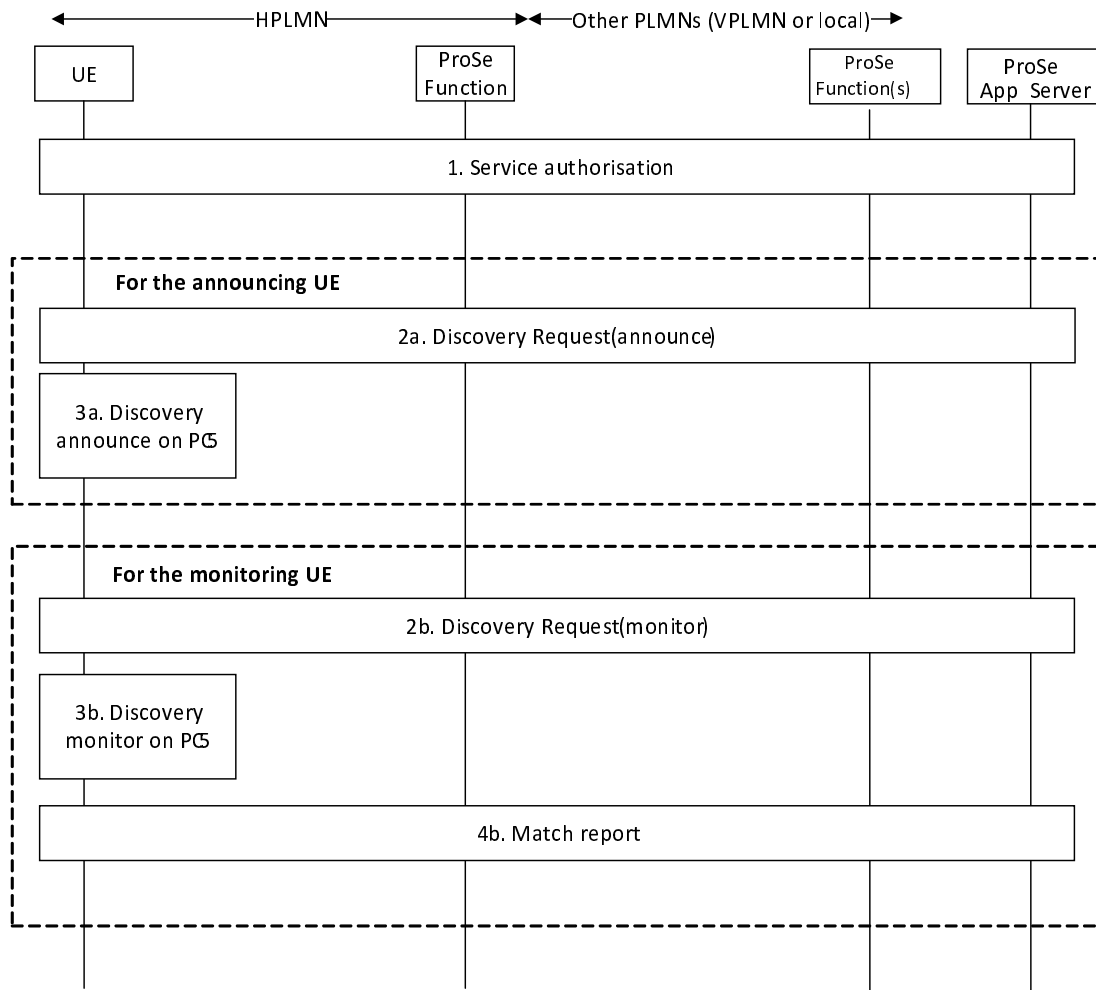 HPLMN
Other PLMNs (VPLMN or local)
UE
ProSe
Function
ProSe
Function(s)
ProSe
App Server
1. Service authorisation
For the announcing UE
2a. Discovery Request(announce)
3a. Discovery
announce on PC5
For the monitoring UE
2b. Discovery Request(monitor)
3b. Discovery
monitor on PC5
4b. Match report